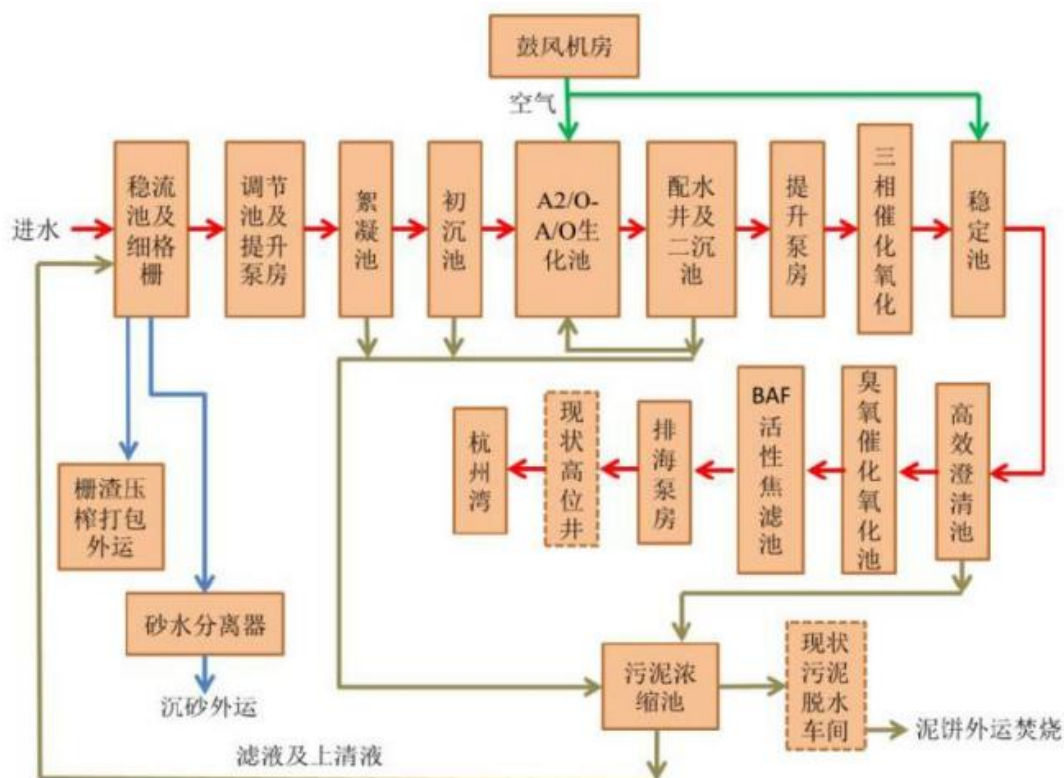 鼓风机房
空气
进水
稳流
池及
细格
栅
调节
池及
提升
泵房
絮
凝
池
初
沉
池
A2/O-
A/O生
化池
配水
井及
二沉
池
提
升
泵
房
三
相
催
化
氧
化
稳
定
池
杭
州
湾
现
状
高
位
井
排
海
泵
房
BAF
活
性
焦
滤
池
臭
氧
催
化
氧
化
池
高
效
澄
清
池
栅渣压
榨打包
外运
砂水分离器
沉砂外运
污泥浓
缩池
现状
污泥
脱水
车间
泥饼外运焚烧
滤液及上清液